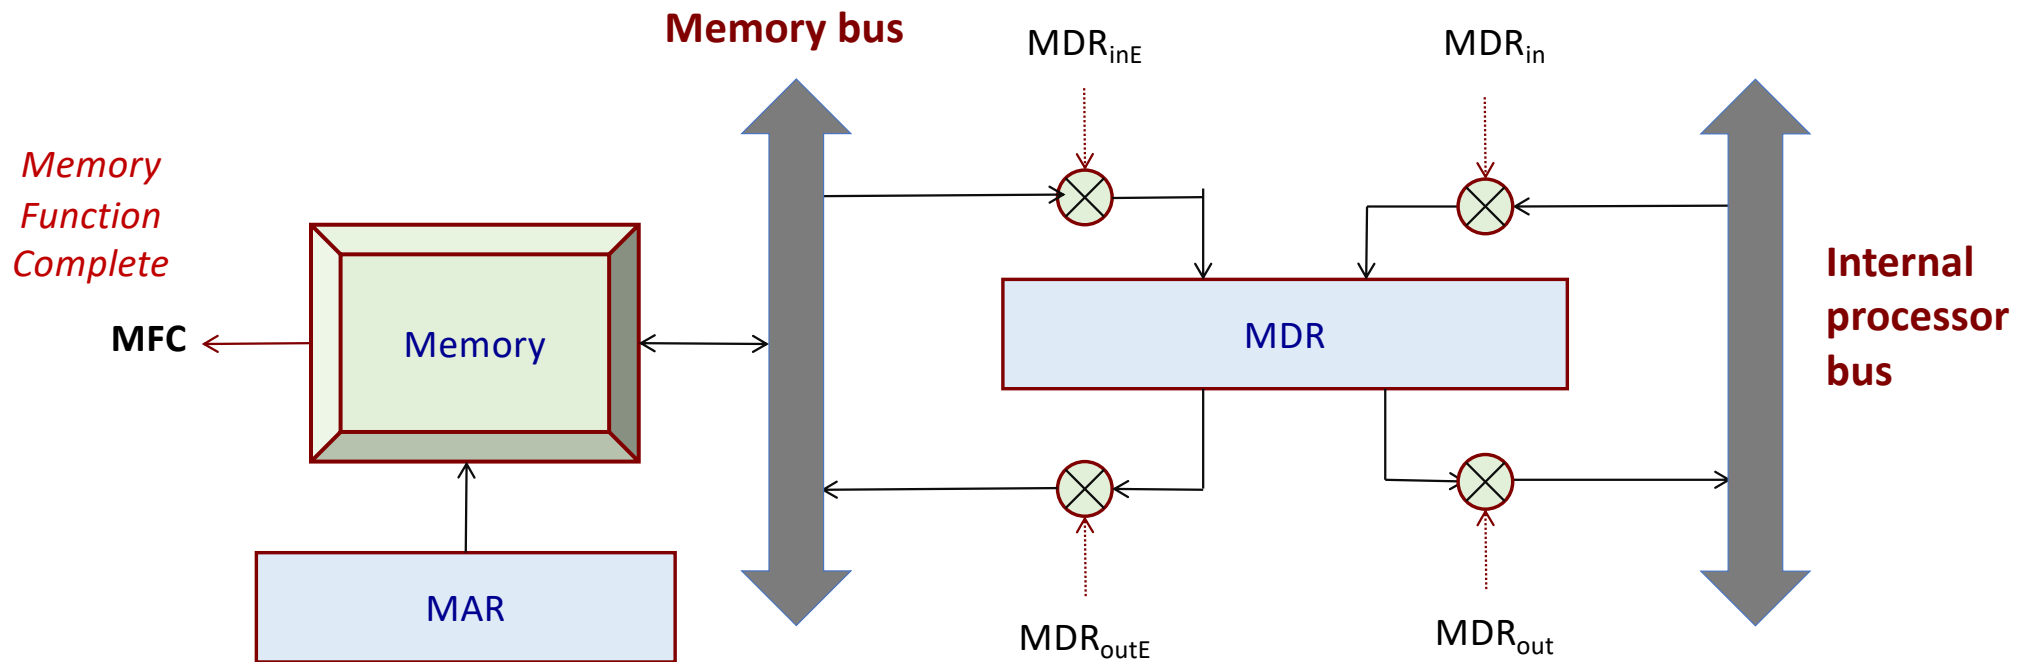 Memory bus
MDRinE
MDRin
Memory
Function
Complete
MFC
Memory
MDR
Internal
processor
bus
MAR
MDRoutE
MDRout